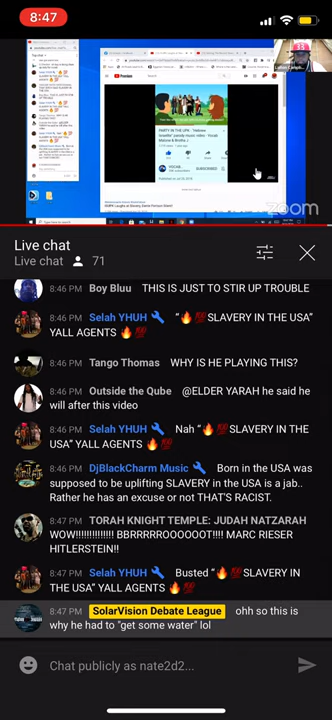 8:47
zoom
PARTY IN THE UPK - "Hebrew
Live chat
Live chat 71
8:46 PM Boy Bluu THIS IS JUST TO STIR UP TROUBLE
8:46 PM Selah YHUH "🔥💯SLAVERY IN THE USA"
YALL AGENTS 🔥💯
8:46 PM Tango Thomas WHY IS HE PLAYING THIS?
8:46 PM Outside the Qube @ELDER YARAH he said he
will after this video
8:46 PM Selah YHUH Nah "🔥💯SLAVERY IN THE
USA" YALL AGENTS 🔥💯
8:46 PM DjBlackCharm Music Born in the USA was
supposed to be uplifting SLAVERY in the USA is a jab..
Rather he has an excuse or not THAT'S RACIST.
8:47 PM TORAH KNIGHT TEMPLE: JUDAH NATZARAH
WOW!!!!!!!!!!!!!! BBRRRRROOOOOT!!!! MARC RIESER
HITLERSTEIN!!
8:47 PM Selah YHUH Busted "🔥💯SLAVERY IN
THE USA" YALL AGENTS 🔥💯
8:47 PM SolarVision Debate League ohh so this is
why he had to "get some water" lol
Chat publicly as nate2d2...